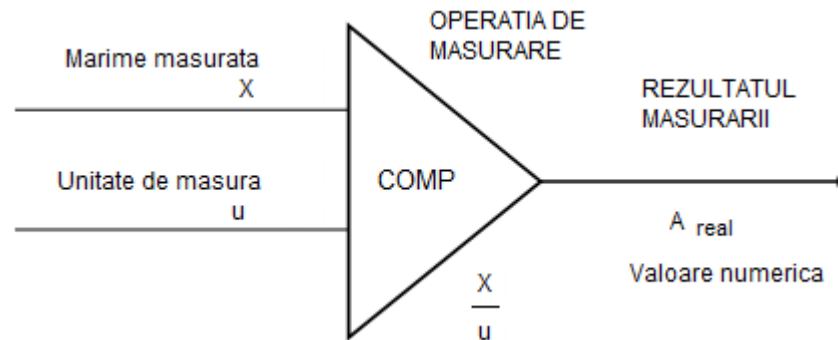 OPERATIA DE
MASURARE
Marime masurata
X
REZULTATUL
MASURARII
Unitate de masura
u
COMP
A real
Valoare numerica
X
u